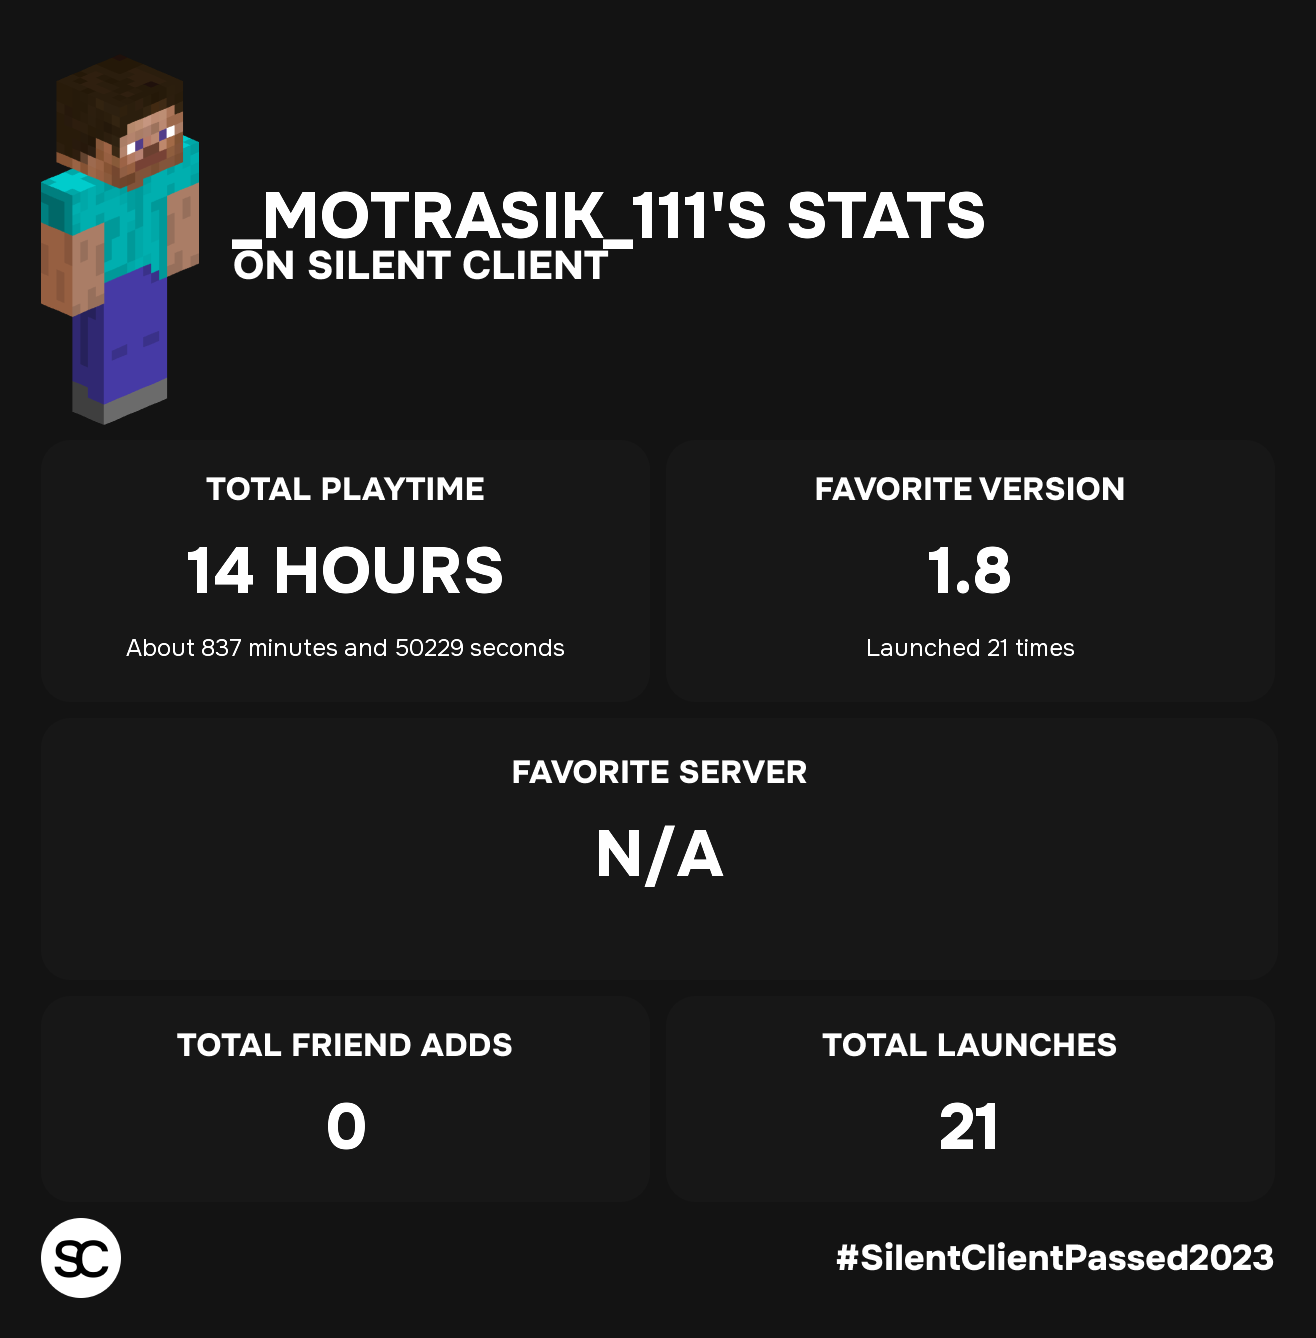 _MOTRASIK_111'S STATS
ON SILENT CLIENT
TOTAL PLAYTIME
14 HOURS
About 837 minutes and 50229 seconds
FAVORITE VERSION
1.8
Launched 21 times
FAVORITE SERVER
N/A
TOTAL FRIEND ADDS
0
TOTAL LAUNCHES
21
SC
#SilentClientPassed2023